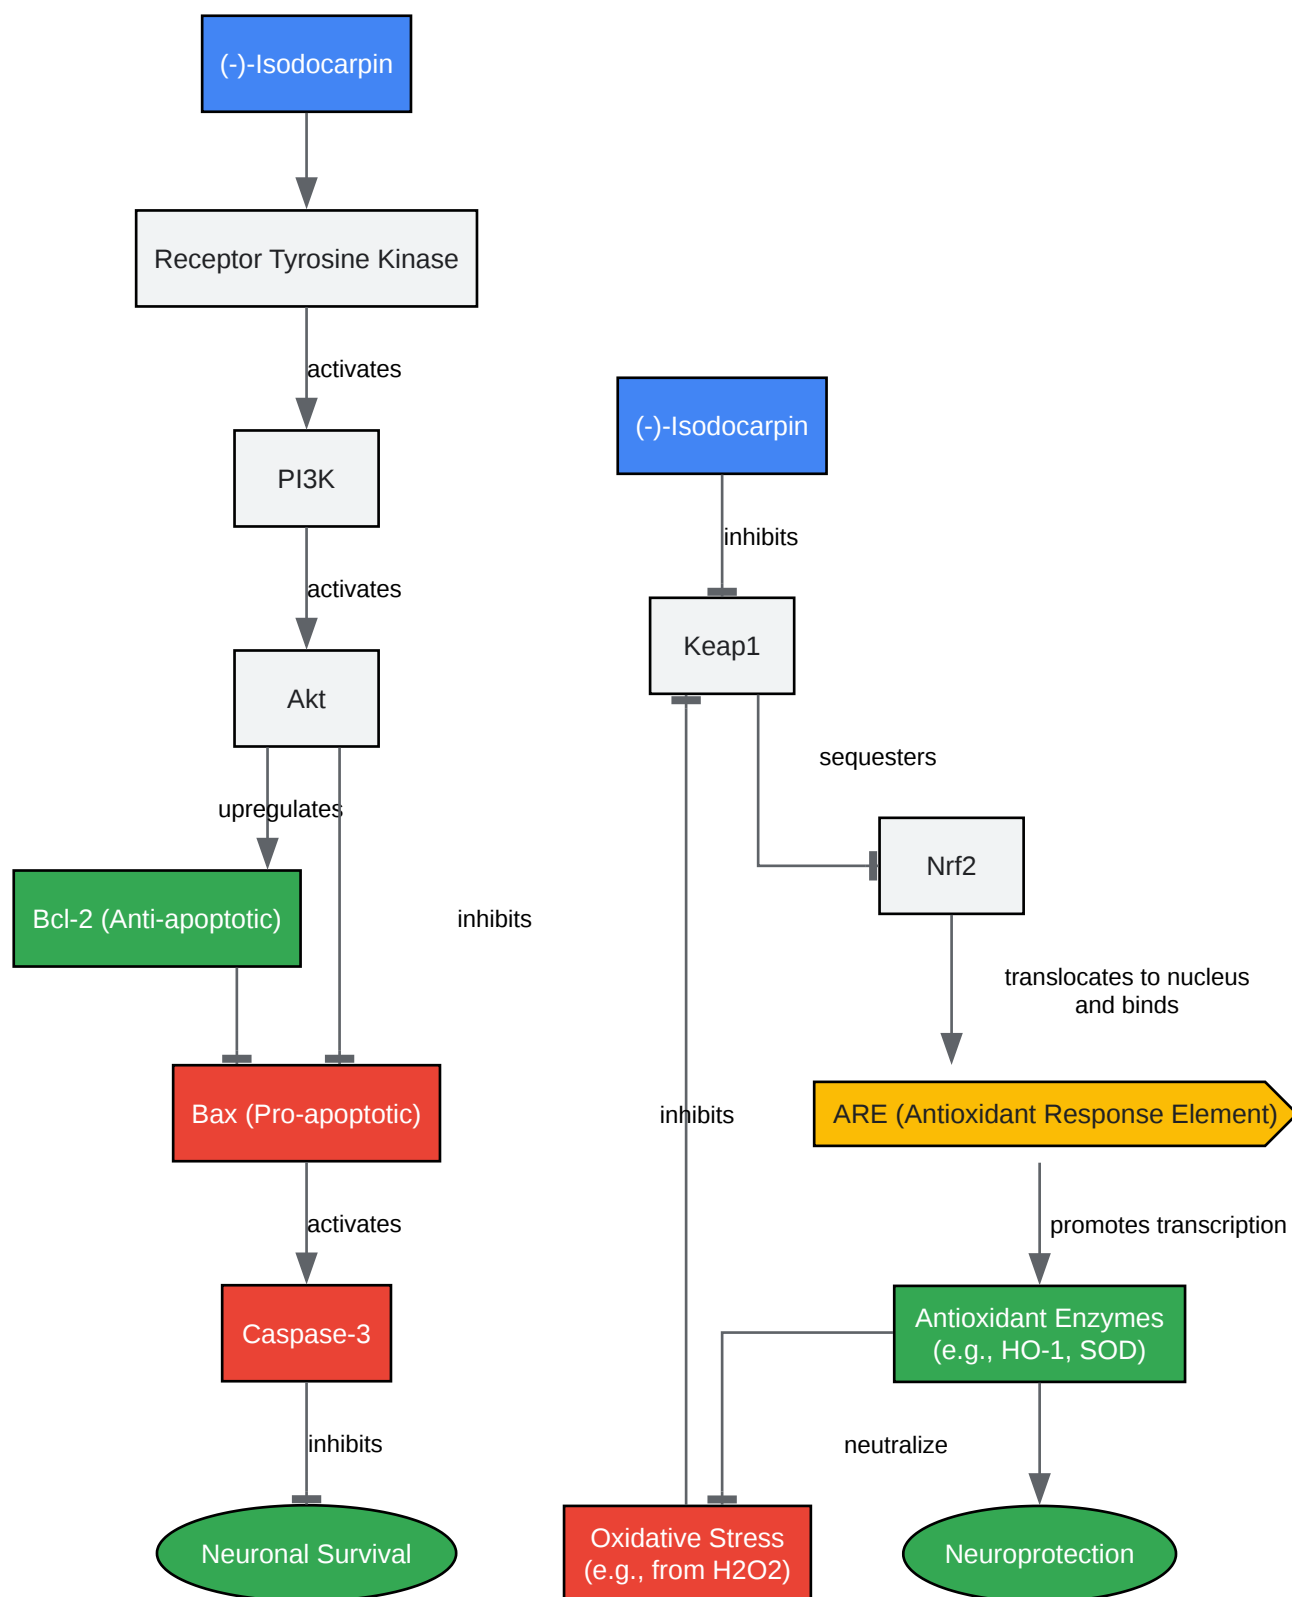 (-)-Isodocarpin
Receptor Tyrosine Kinase
activates
PI3K
activates
Akt
upregulates
Bcl-2 (Anti-apoptotic)
inhibits
Bax (Pro-apoptotic)
activates
Caspase-3
inhibits
Neuronal Survival
(-)-Isodocarpin
inhibits
Keap1
sequesters
Nrf2
translocates to nucleus
and binds
inhibits
ARE (Antioxidant Response Element)
promotes transcription
Antioxidant Enzymes
(e.g., HO-1, SOD)
neutralize
Oxidative Stress
(e.g., from H2O2)
Neuroprotection